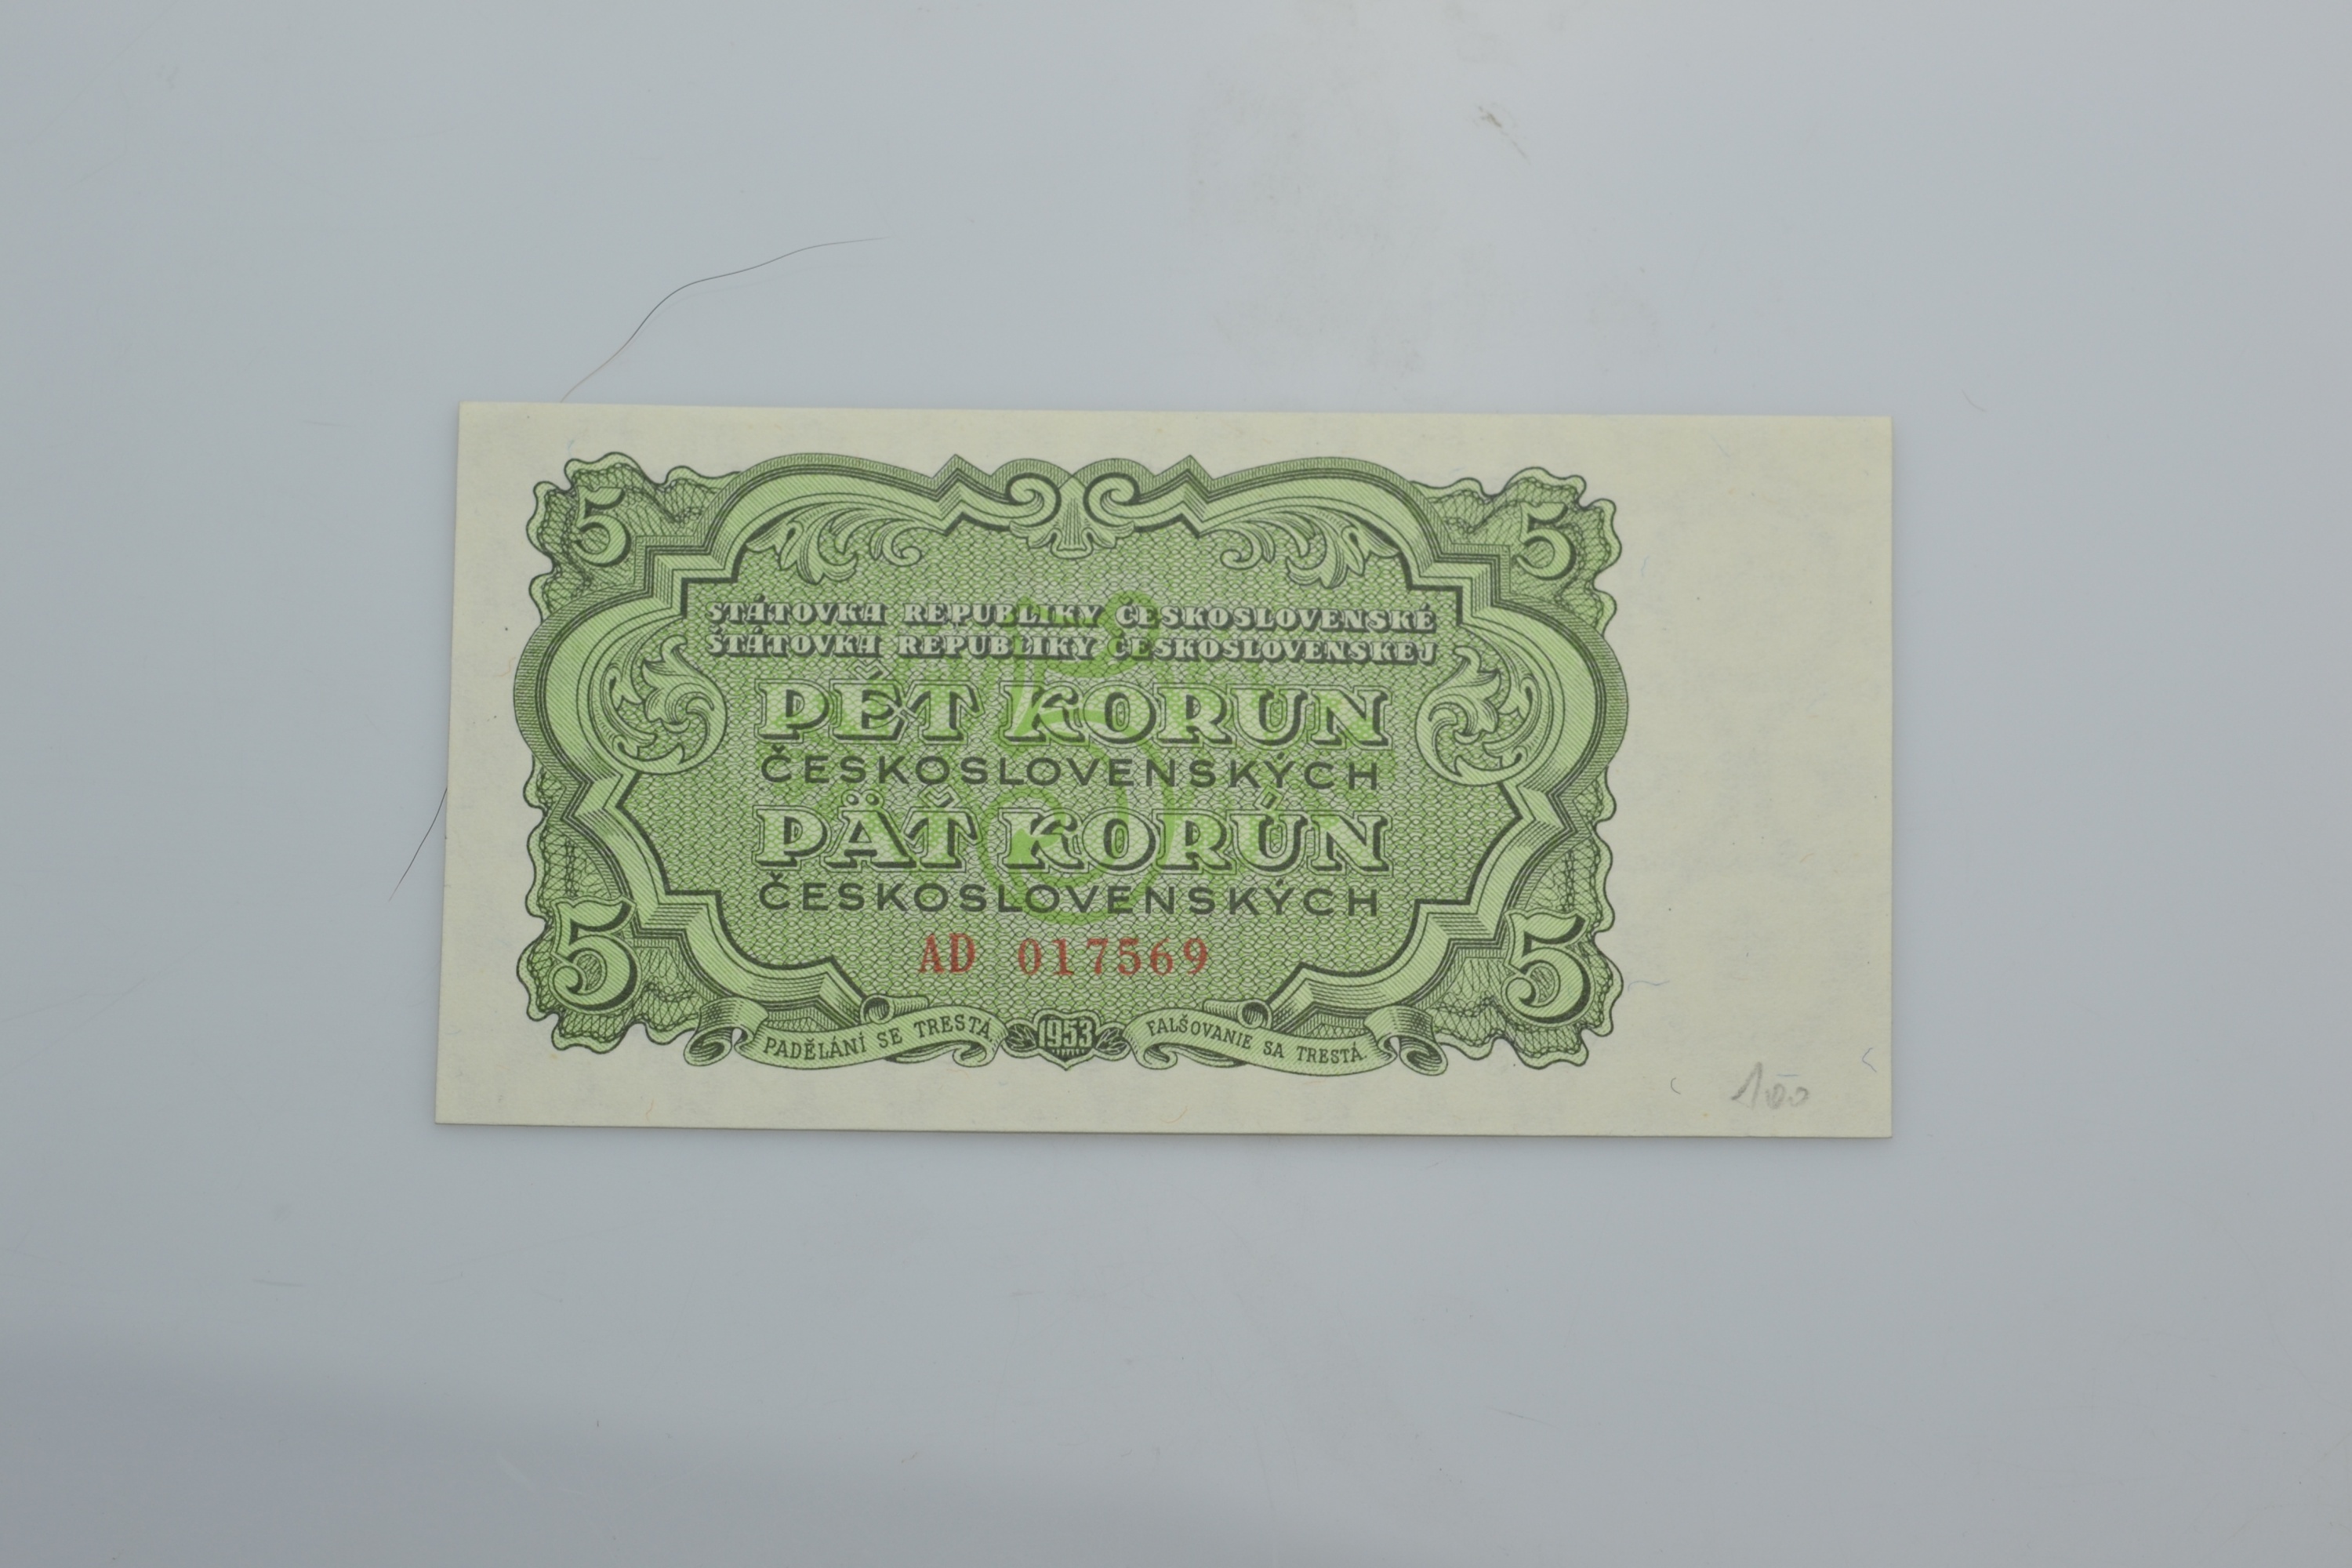 5 5
STÁTOVKA REPUBLIKY ČESKOSLOVENSKÉ
ŠTÁTOVKA REPUBLIKY ČESKOSLOVENSKEJ
PĚT KORUN
ČESKOSLOVENSKÝCH
PÄŤ KORÚN
ČESKOSLOVENSKÝCH
AD 017569
5 5
PADĚLÁNÍ SE TRESTÁ. 1953 FALŠOVANIE SA TRESTÁ.
100